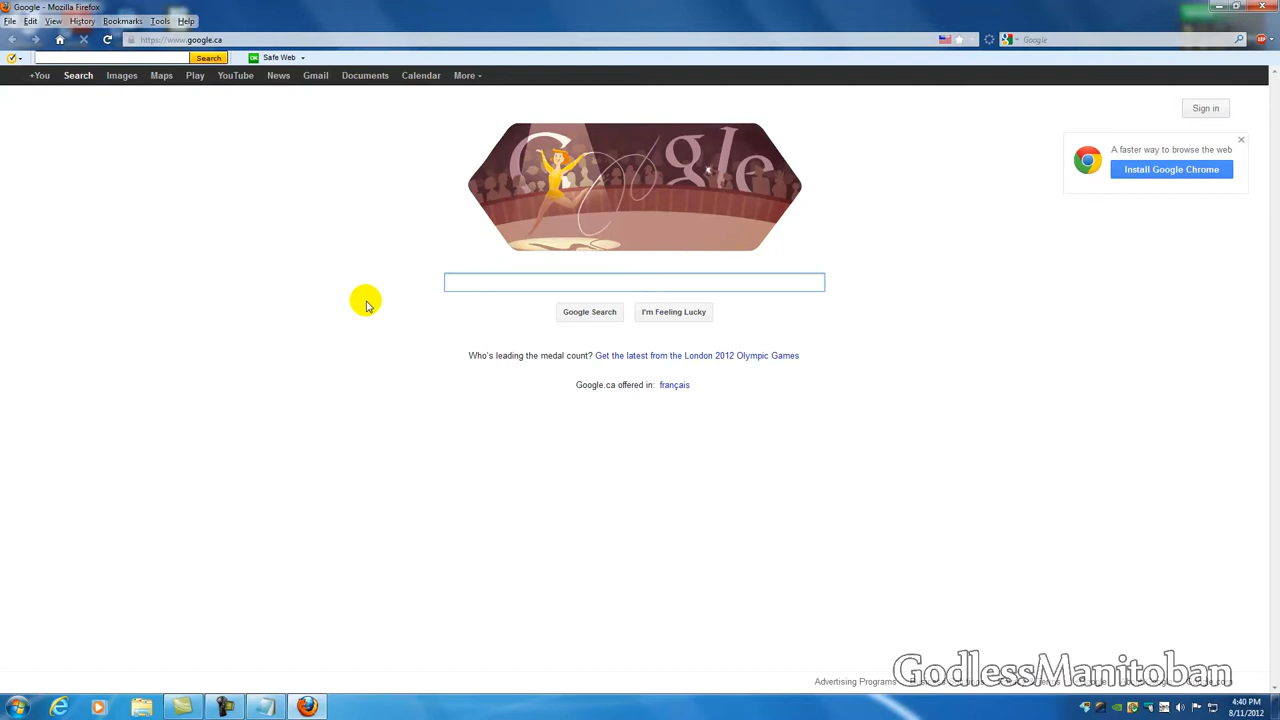 Google - Mozilla Firefox
File Edit View History Bookmarks Tools Help
https://www.google.ca
Google
Search
Safe Web
+You Search Images Maps Play YouTube News Gmail Documents Calendar More
Sign in
A faster way to browse the web
Install Google Chrome
Google Search
I'm Feeling Lucky
Who's leading the medal count? Get the latest from the London 2012 Olympic Games
Google.ca offered in: français
GodlessManitoban
Advertising Programs
4:40 PM
8/11/2012